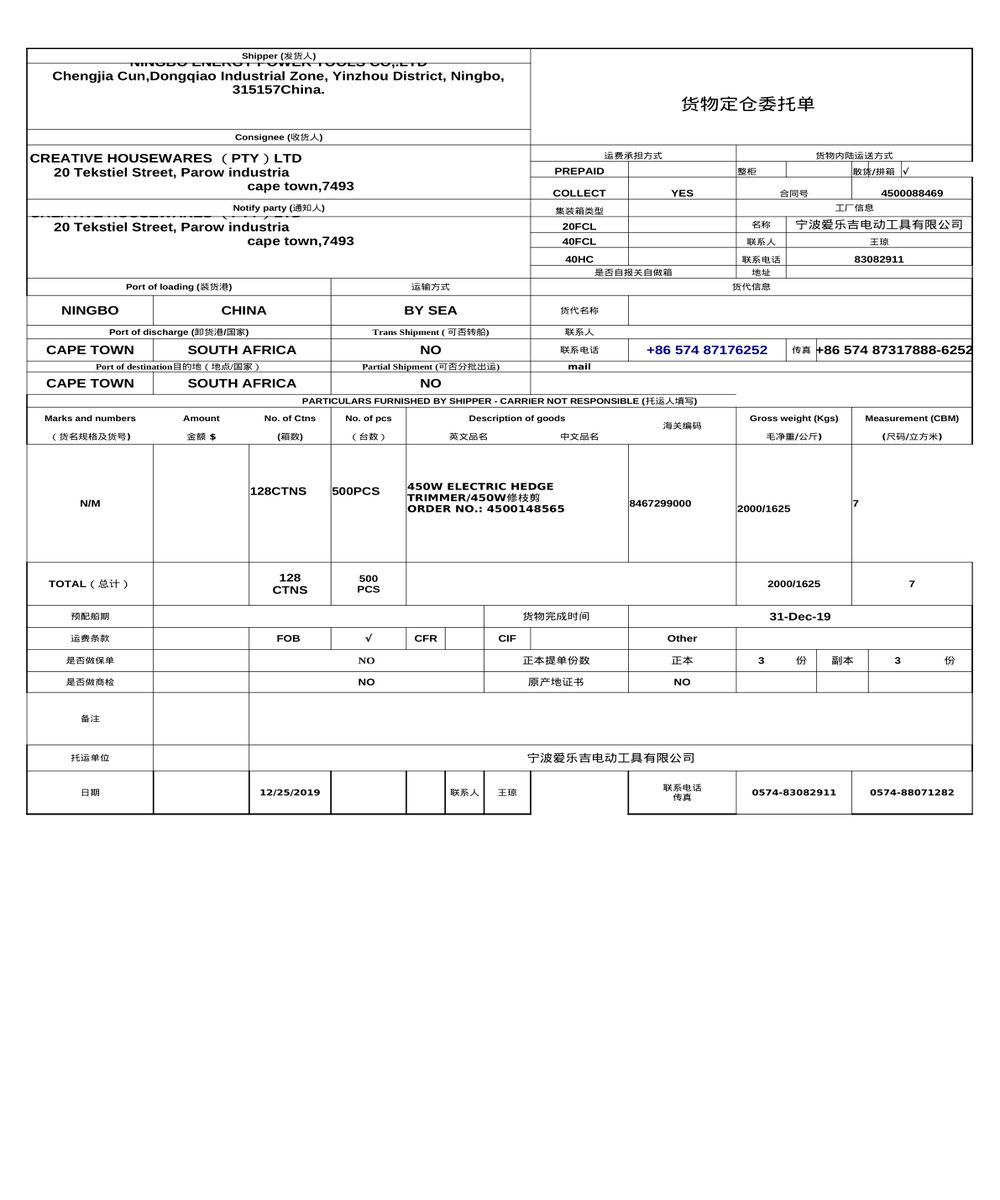 Shipper (发货人)
NINGBO ENERGY POWER TOOLS CO,.LTD
Chengjia Cun,Dongqiao Industrial Zone, Yinzhou District, Ningbo,
315157China.
货物定仓委托单
Consignee (收货人)
CREATIVE HOUSEWARES （ PTY ）LTD
20 Tekstiel Street, Parow industria
cape town,7493
运费承担方式 货物内陆运送方式
PREPAID 整柜 散货/拼箱 √
COLLECT YES 合同号 4500088469
Notify party (通知人)
集装箱类型 工厂信息
CREATIVE HOUSEWARES （ PTY ）LTD
20 Tekstiel Street, Parow industria
cape town,7493
20FCL 名称 宁波爱乐吉电动工具有限公司
40FCL 联系人 王琼
40HC 联系电话 83082911
是否自报关自做箱 地址
Port of loading (装货港) 运输方式 货代信息
NINGBO CHINA BY SEA 货代名称
Port of discharge (卸货港/国家) Trans Shipment ( 可否转船) 联系人
CAPE TOWN SOUTH AFRICA NO 联系电话 +86 574 87176252 传真 +86 574 87317888-6252
Port of destination目的地（地点/国家） Partial Shipment (可否分批出运) mail
CAPE TOWN SOUTH AFRICA NO
PARTICULARS FURNISHED BY SHIPPER - CARRIER NOT RESPONSIBLE (托运人填写)
Marks and numbers Amount No. of Ctns No. of pcs Description of goods 海关编码 Gross weight (Kgs) Measurement (CBM)
（货名规格及货号） 金额 $ (箱数) （台数） 英文品名 中文品名 毛净重/公斤) (尺码/立方米)
N/M 128CTNS 500PCS 450W ELECTRIC HEDGE
TRIMMER/450W修枝剪
ORDER NO.: 4500148565
8467299000 2000/1625 7
TOTAL（总计） 128
CTNS
500
PCS
2000/1625 7
预配船期 货物完成时间 31-Dec-19
运费条款 FOB √ CFR CIF Other
是否做保单 NO 正本提单份数 正本 3 份 副本 3 份
是否做商检 NO 原产地证书 NO
备注
托运单位 宁波爱乐吉电动工具有限公司
日期 12/25/2019 联系人 王琼 联系电话
传真
0574-83082911 0574-88071282